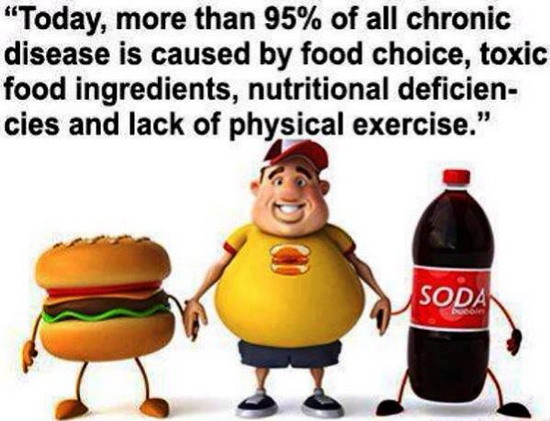 “Today, more than 95% of all chronic
disease is caused by food choice, toxic
food ingredients, nutritional deficien-
cies and lack of physical exercise.”
SODA
bubbles